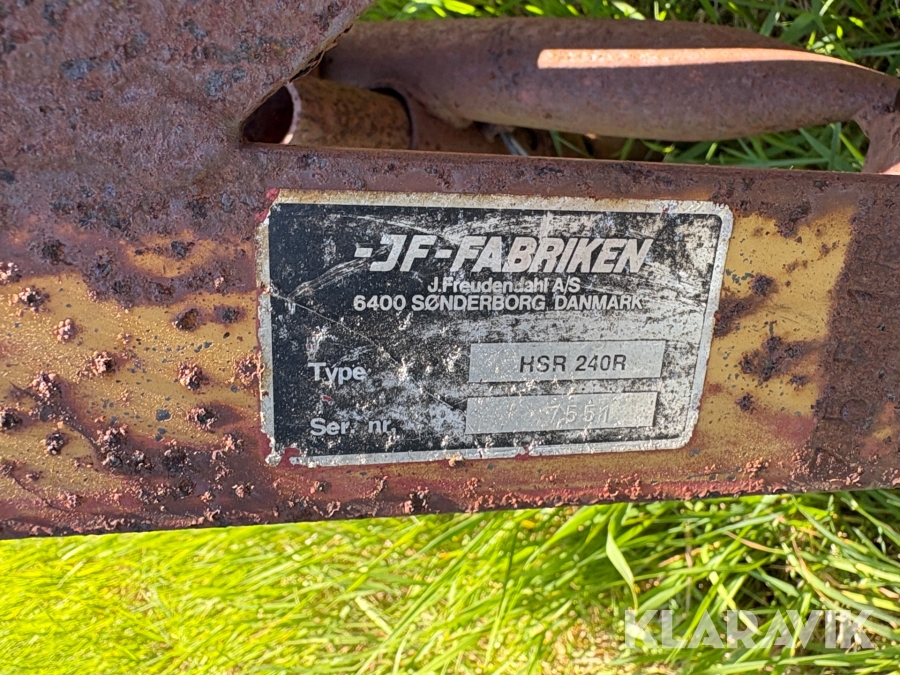 -JF-FABRIKEN
J.Freudendahl A/S
6400 SØNDERBORG DANMARK
Type HSR 240R
Ser. nr. 7551
KLARAVIK